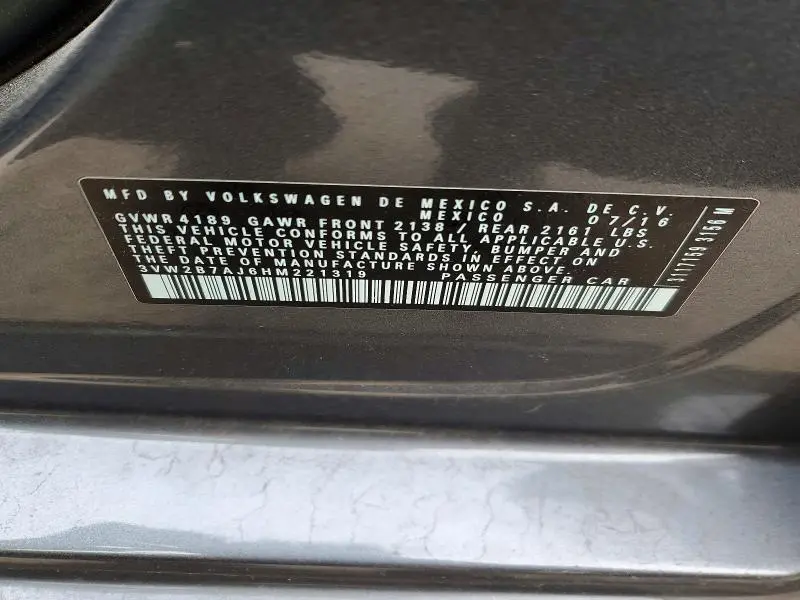 MFD BY VOLKSWAGEN DE MEXICO S.A. DE C.V.
MEXICO 07/16
GVWR 4189 GAWR FRONT 2138 / REAR 2161 LBS
THIS VEHICLE CONFORMS TO ALL APPLICABLE U.S.
FEDERAL MOTOR VEHICLE SAFETY, BUMPER AND
THEFT PREVENTION STANDARDS IN EFFECT ON
THE DATE OF MANUFACTURE SHOWN ABOVE.
3VW2B7AJ6HM221319 PASSENGER CAR
3156 M